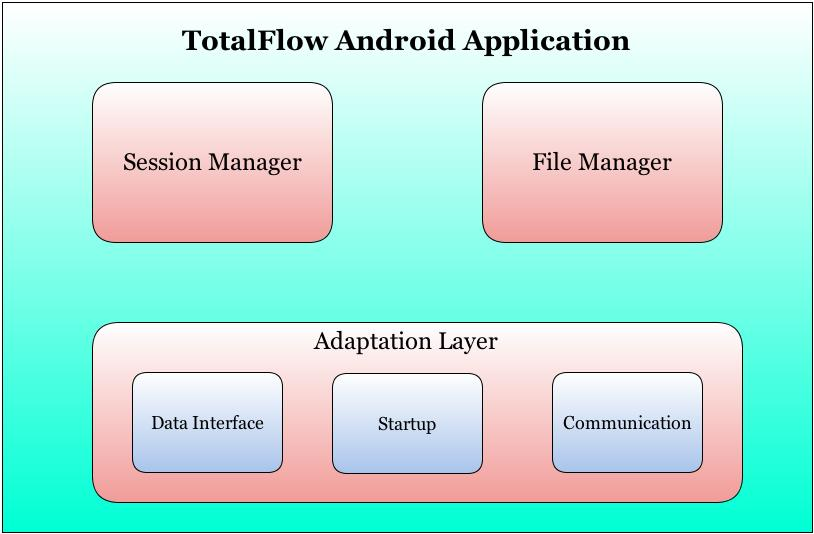 TotalFlow Android Application
Session Manager
File Manager
Adaptation Layer
Data Interface
Startup
Communication